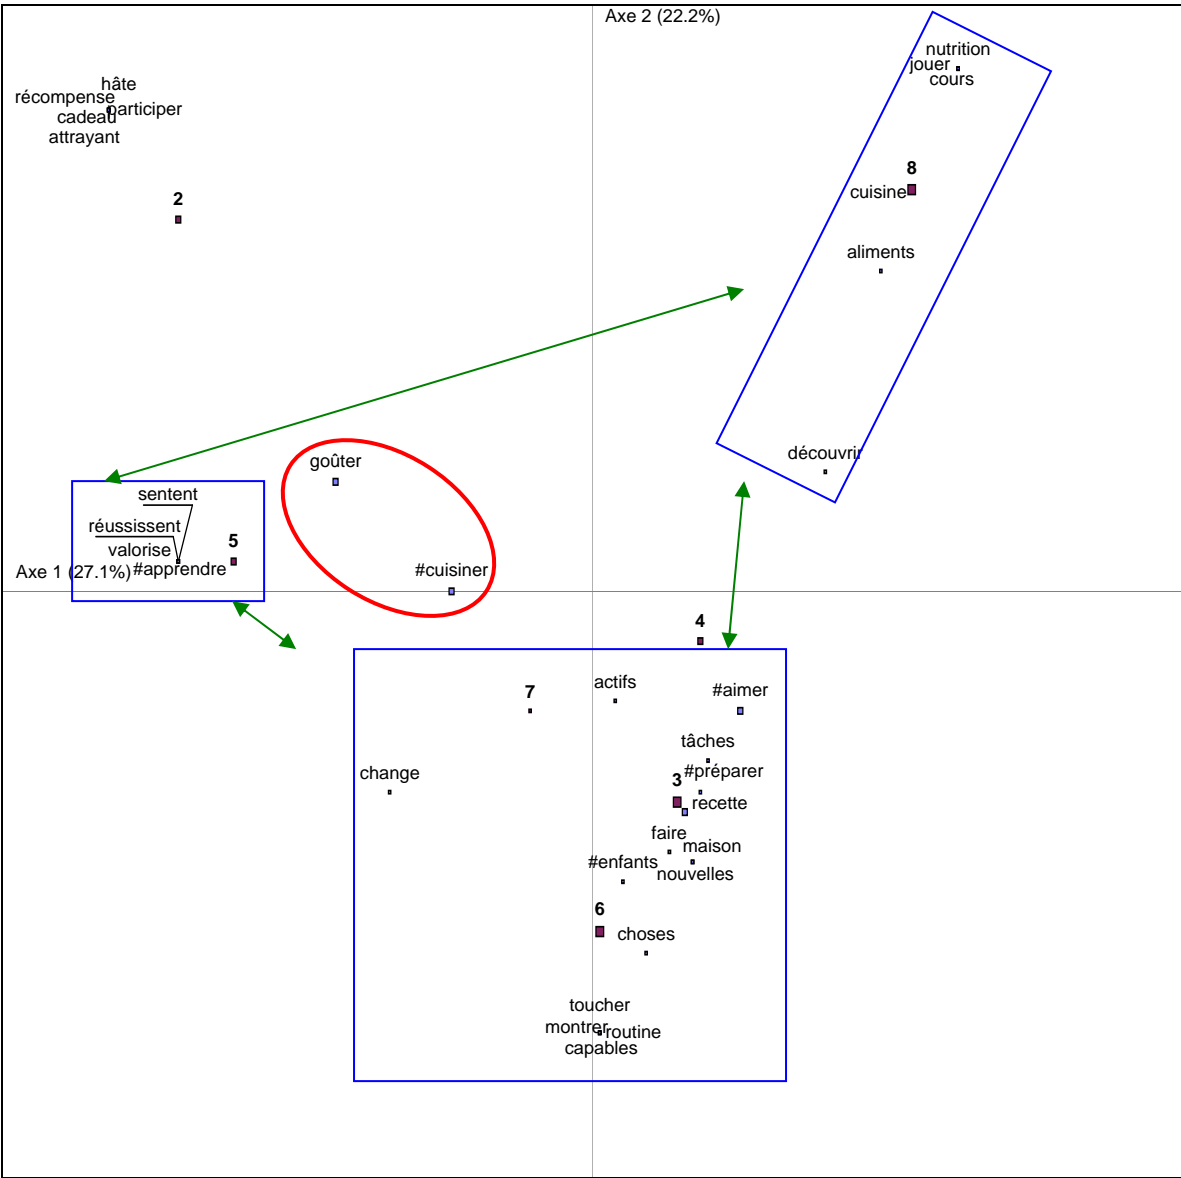 Axe 2 (22.2%)
nutrition
jouer
cours
hâte
récompense
participer
cadeau
attrayant
8
cuisine
2
aliments
découvrir
goûter
sentent
réussissent
valorise
5
#apprendre
Axe 1 (27.1%)
#cuisiner
4
actifs
#aimer
7
tâches
#préparer
change
3
recette
faire
maison
#enfants
nouvelles
6
choses
toucher
montrer
routine
capables